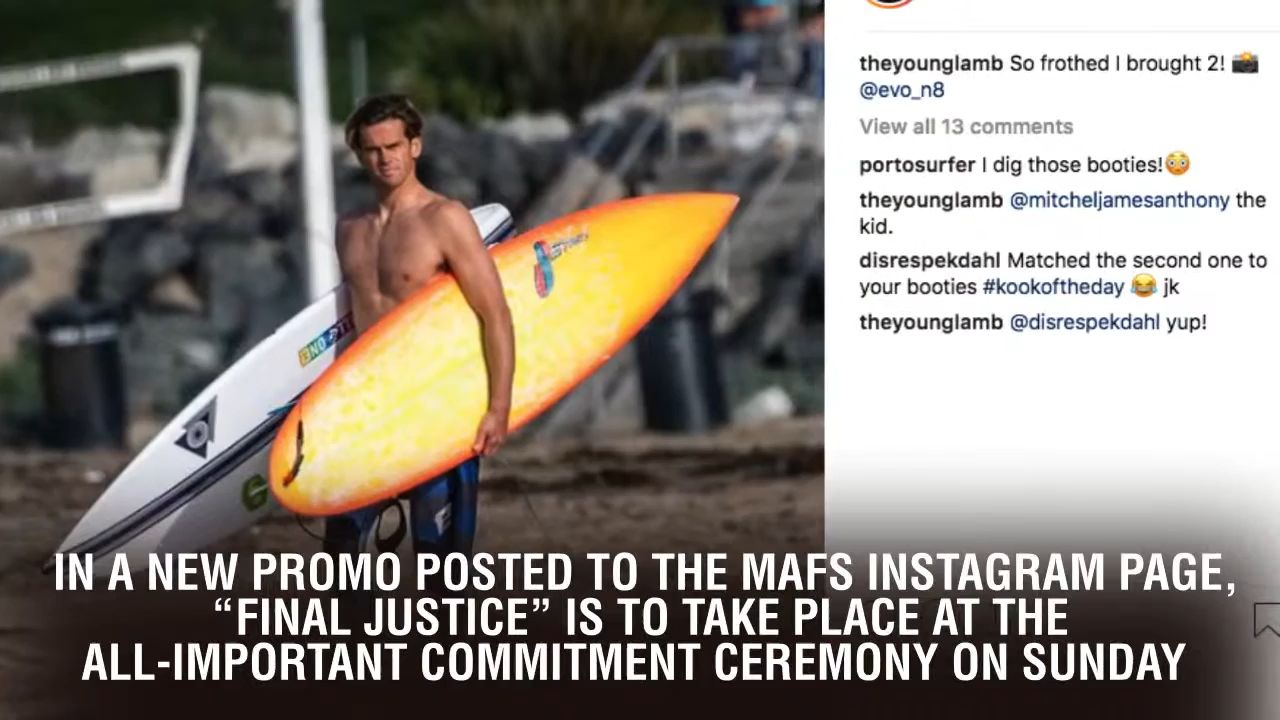 theyounglamb So frothed I brought 2! 📸
@evo_n8
View all 13 comments
portosurfer I dig those booties!😳
theyounglamb @mitcheljamesanthony the
kid.
disrespekdahl Matched the second one to
your booties #kookoftheday 😂 jk
theyounglamb @disrespekdahl yup!
IN A NEW PROMO POSTED TO THE MAFS INSTAGRAM PAGE,
“FINAL JUSTICE” IS TO TAKE PLACE AT THE
ALL-IMPORTANT COMMITMENT CEREMONY ON SUNDAY